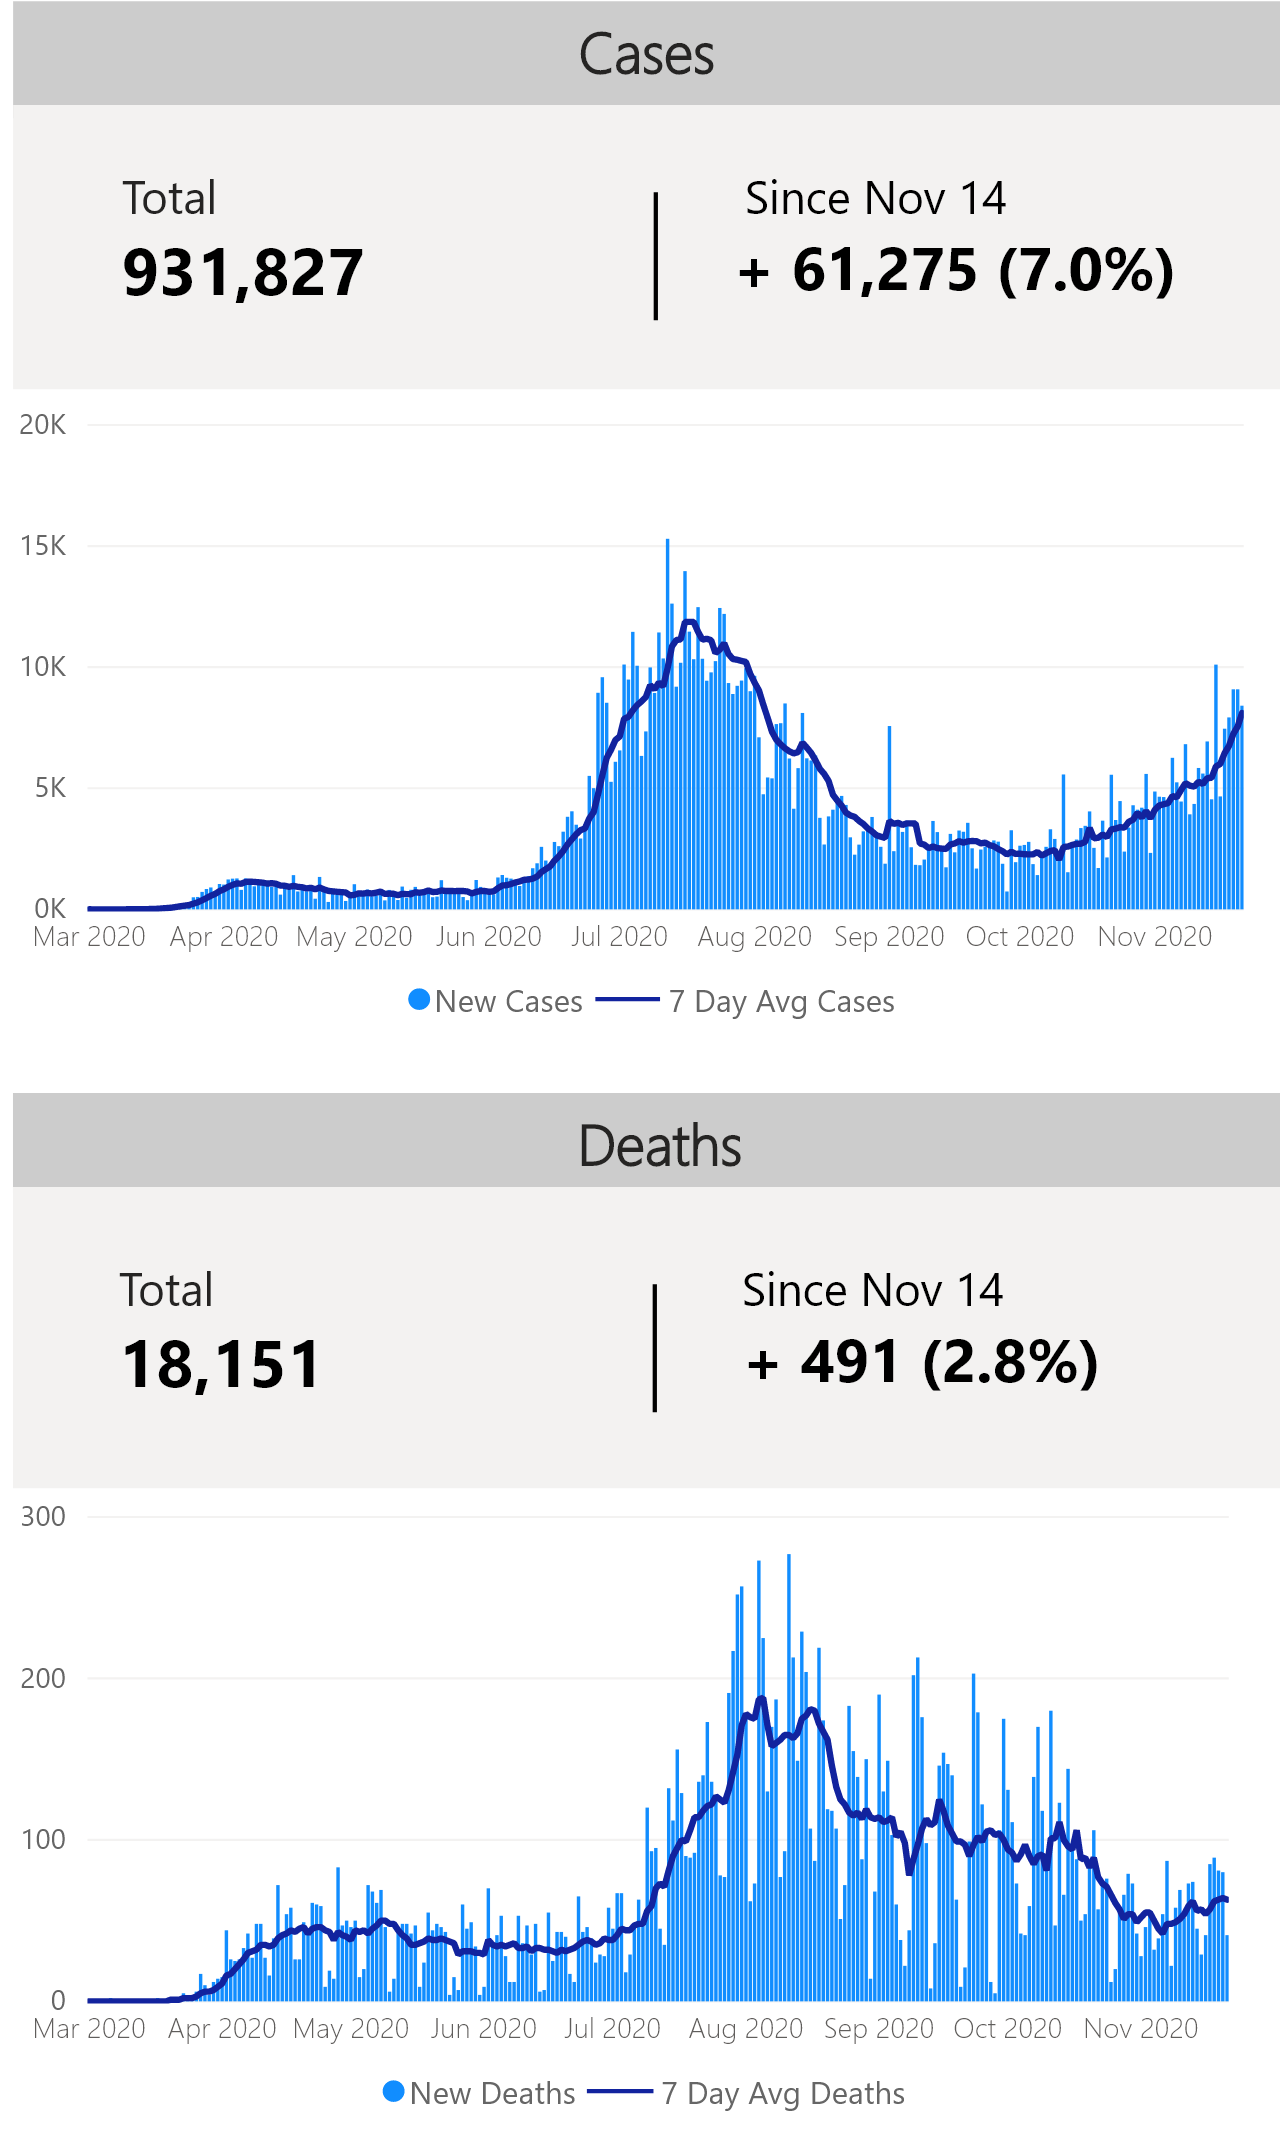 Cases
Total
Since Nov 14
931,827
+ 61,275 (7.0%)
20K
15K
10K
5K
0K
Mar 2020 Apr 2020 May 2020 Jun 2020 Jul 2020 Aug 2020 Sep 2020 Oct 2020 Nov 2020
New Cases 7 Day Avg Cases
Deaths
Total
Since Nov 14
18,151
+ 491 (2.8%)
300
200
100
0
Mar 2020 Apr 2020 May 2020 Jun 2020 Jul 2020 Aug 2020 Sep 2020 Oct 2020 Nov 2020
New Deaths 7 Day Avg Deaths